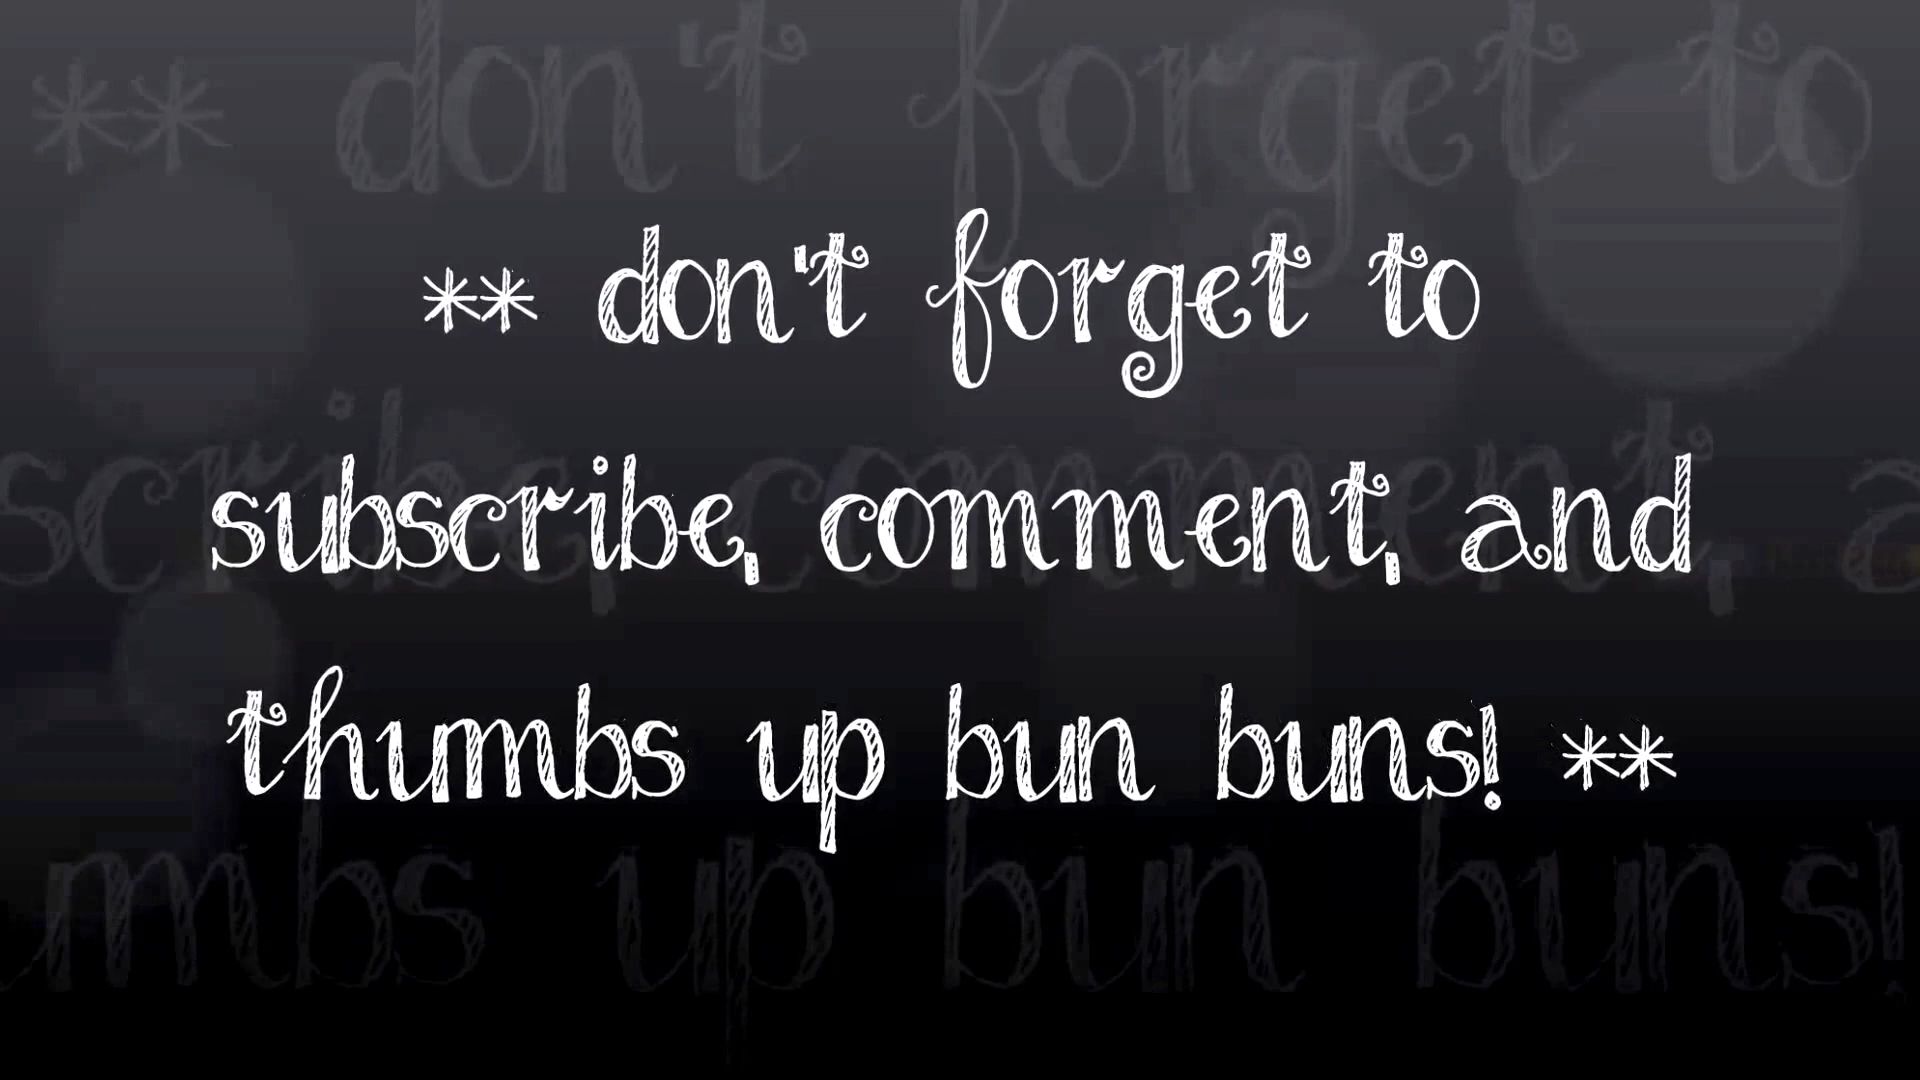 ** don't forget to
subscribe, comment, and
thumbs up bun buns! **